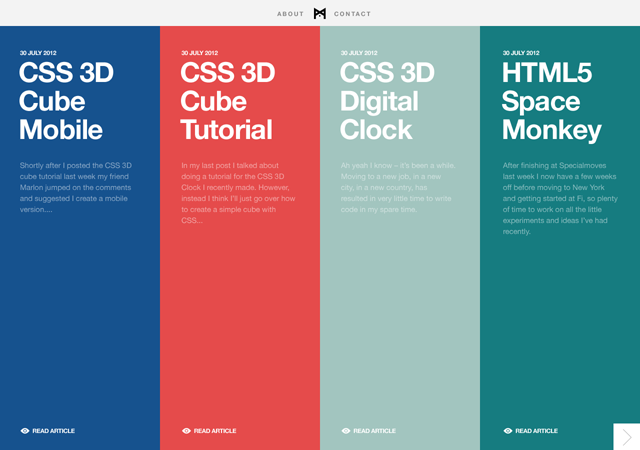 ABOUT CONTACT
30 JULY 2012
CSS 3D
Cube
Mobile
Shortly after I posted the CSS 3D
cube tutorial last week my friend
Marlon jumped on the comments
and suggested I create a mobile
version....
READ ARTICLE
30 JULY 2012
CSS 3D
Cube
Tutorial
In my last post I talked about
doing a tutorial for the CSS 3D
Clock I recently made. However,
instead I think I'll just go over how
to create a simple cube with
CSS...
READ ARTICLE
30 JULY 2012
CSS 3D
Digital
Clock
Ah yeah I know – it's been a while.
Moving to a new job, in a new
city, in a new country, has
resulted in very little time to write
code in my spare time.
READ ARTICLE
30 JULY 2012
HTML5
Space
Monkey
After finishing at Specialmoves
last week I now have a few weeks
off before moving to New York
and getting started at Fi, so plenty
of time to work on all the little
experiments and ideas I've had
recently.
READ ARTICLE